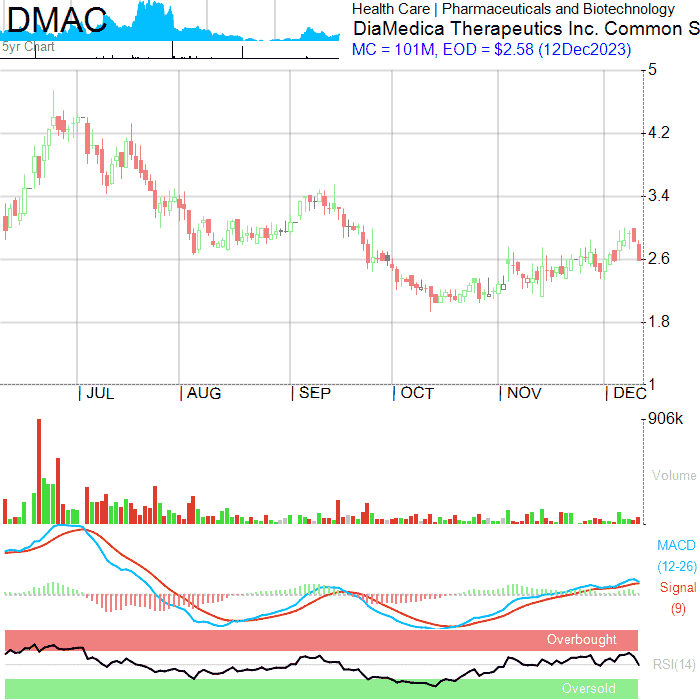 DMAC
5yr Chart
Health Care | Pharmaceuticals and Biotechnology
DiaMedica Therapeutics Inc. Common S
MC = 101M, EOD = $2.58 (12Dec2023)
5
4.2
3.4
2.6
1.8
1
JUL AUG SEP OCT NOV DEC
906k
Volume
MACD
(12-26)
Signal
(9)
Overbought
RSI(14)
Oversold